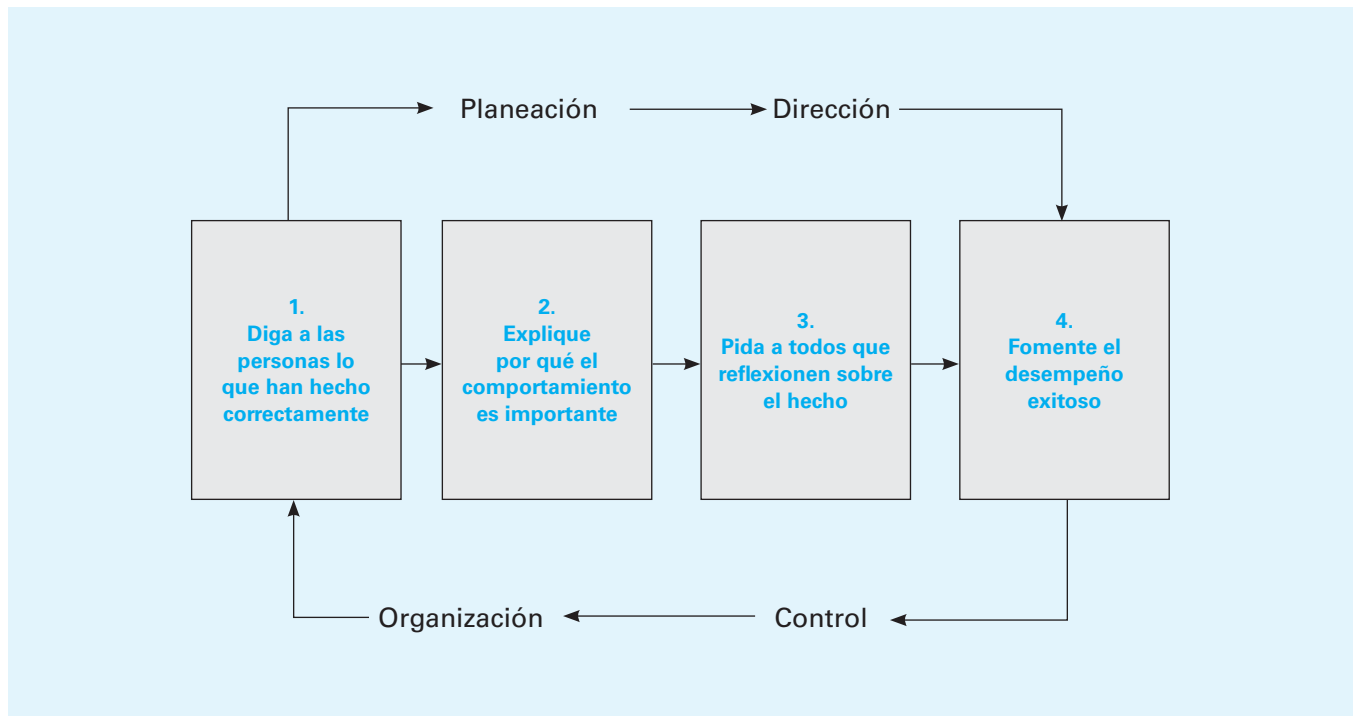 Planeación
Dirección
1.
Diga a las
personas lo
que han hecho
correctamente
2.
Explique
por qué el
comportamiento
es importante
3.
Pida a todos que
reflexionen sobre
el hecho
4.
Fomente el
desempeño
exitoso
Organización
Control